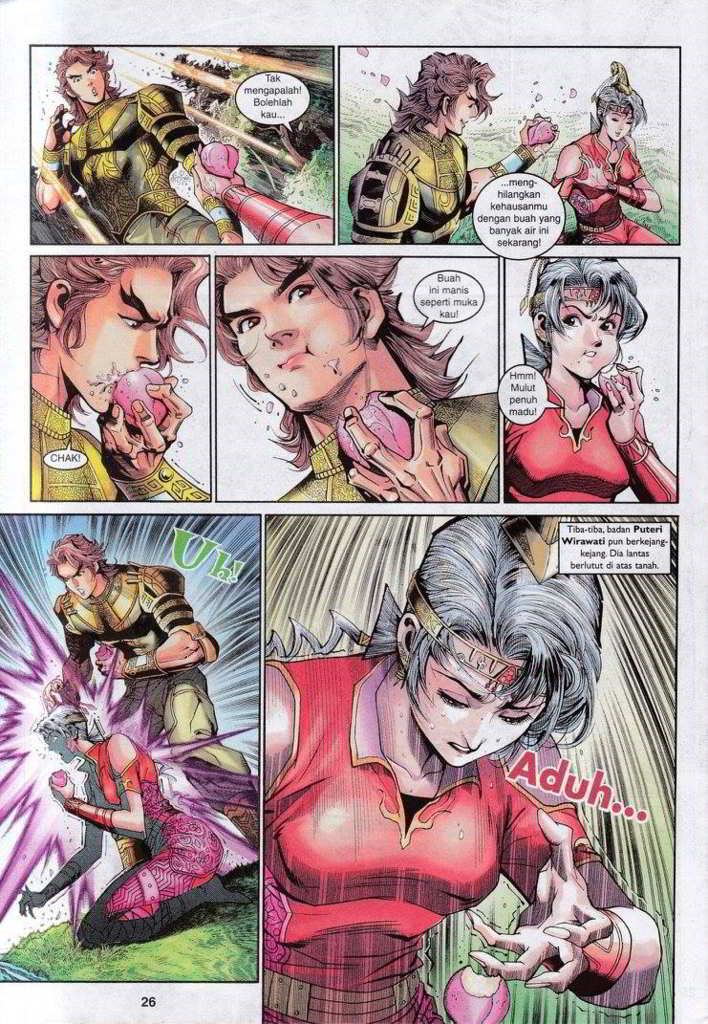 Tak
mengapalah!
Bolehlah
kau...
...meng-
hilangkan
kehausanmu
dengan buah yang
banyak air ini
sekarang!
CHAK!
Buah
ini manis
seperti muka
kau!
Hmm!
Mulut
penuh
madu!
Uh!
Tiba-tiba, badan Puteri
Wirawati pun berkejang-
kejang. Dia lantas
berlutut di atas tanah.
Aduh...
26